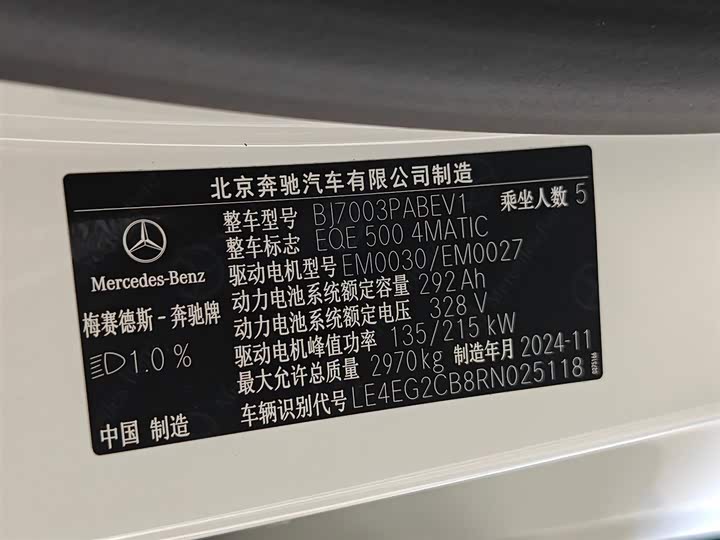 北京奔驰汽车有限公司制造
整车型号 BJ7003PABEV1 乘坐人数 5
整车标志 EQE 500 4MATIC
驱动电机型号 EM0030/EM0027
动力电池系统额定容量 292Ah
动力电池系统额定电压 328 V
驱动电机峰值功率 135/215 kW
最大允许总质量 2970kg 制造年月 2024-11
车辆识别代号 LE4EG2CB8RN025118
Mercedes-Benz
梅赛德斯-奔驰牌
1.0 %
中国 制造